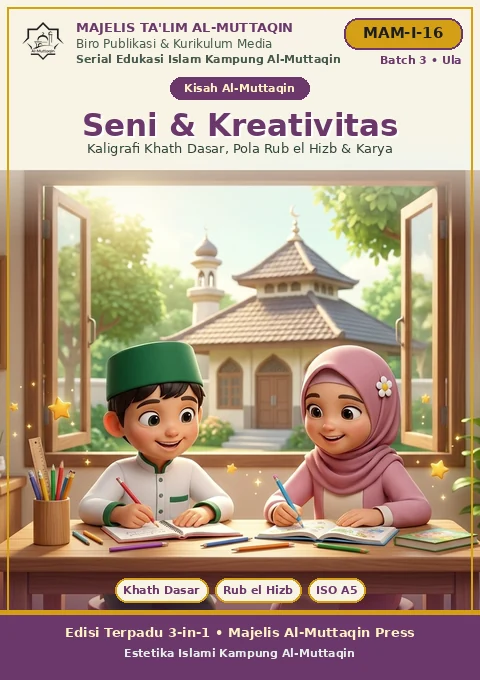 Al-Muttaqin
MAJELIS TA'LIM AL-MUTTAQIN
Biro Publikasi & Kurikulum Media
Serial Edukasi Islam Kampung Al-Muttaqin
MAM-I-16
Batch 3 • Ula
Kisah Al-Muttaqin
Seni & Kreativitas
Kaligrafi Khath Dasar, Pola Rub el Hizb & Karya
Khath Dasar
Rub el Hizb
ISO A5
Edisi Terpadu 3-in-1 • Majelis Al-Muttaqin Press
Estetika Islami Kampung Al-Muttaqin